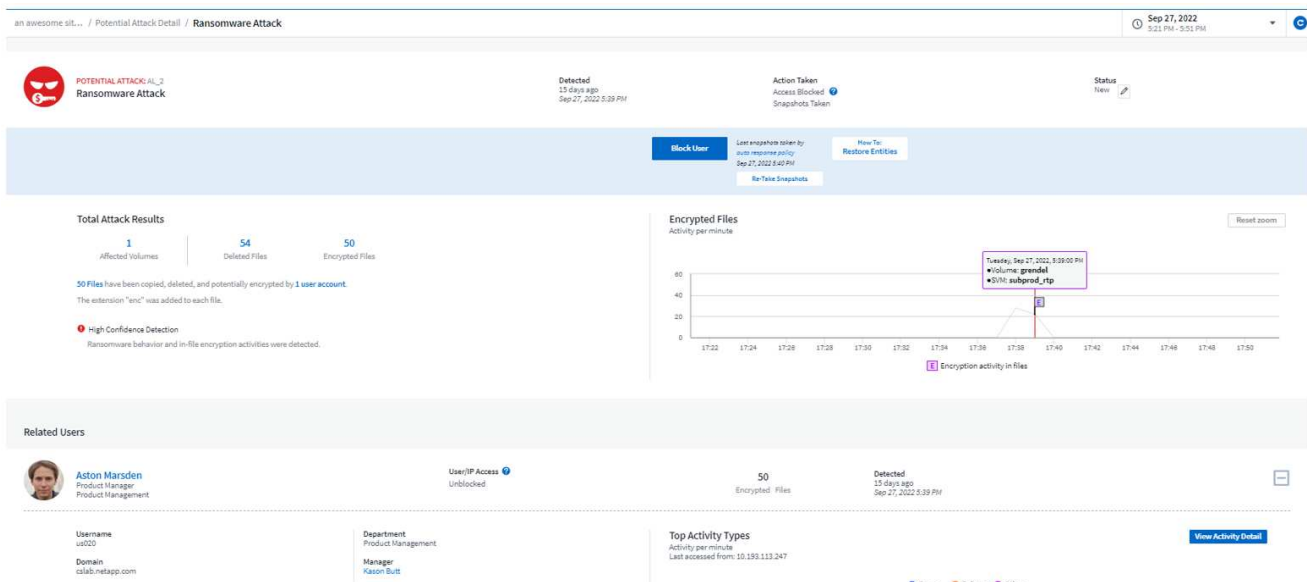 an awesome sit... / Potential Attack Detail / Ransomware Attack
Sep 27, 2022
5:21 PM - 5:51 PM
POTENTIAL ATTACK: AL_2
Ransomware Attack
Detected
15 days ago
Sep 27, 2022 5:39 PM
Action Taken
Access Blocked
Snapshots Taken
Status
New
Block User
Last snapshots taken by
auto response policy
Sep 27, 2022 5:40 PM
Re-Take Snapshots
How To:
Restore Entities
Total Attack Results
1
Affected Volumes
54
Deleted Files
50
Encrypted Files
50 Files have been copied, deleted, and potentially encrypted by 1 user account.
The extension "enc" was added to each file.
High Confidence Detection
Ransomware behavior and in-file encryption activities were detected.
Encrypted Files
Activity per minute
Reset zoom
Tuesday, Sep 27, 2022, 5:39:00 PM
●Volume: grendel
●SVM: subprod_rtp
60
40
20
0
E
17:22 17:24 17:26 17:28 17:30 17:32 17:34 17:36 17:38 17:40 17:42 17:44 17:46 17:48 17:50
E Encryption activity in files
Related Users
Aston Marsden
Product Manager
Product Management
User/IP Access
Unblocked
50
Encrypted Files
Detected
15 days ago
Sep 27, 2022 5:39 PM
Username
us020
Domain
cslab.netapp.com
Department
Product Management
Manager
Kason Butt
Top Activity Types
Activity per minute
Last accessed from: 10.193.113.247
View Activity Detail